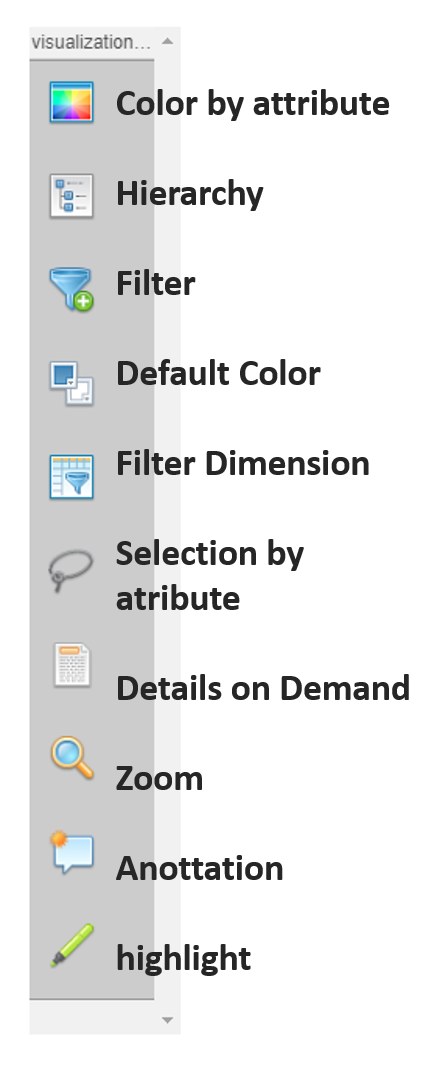 visualization...
Color by attribute
Hierarchy
Filter
Default Color
Filter Dimension
Selection by
atribute
Details on Demand
Zoom
Anottation
highlight